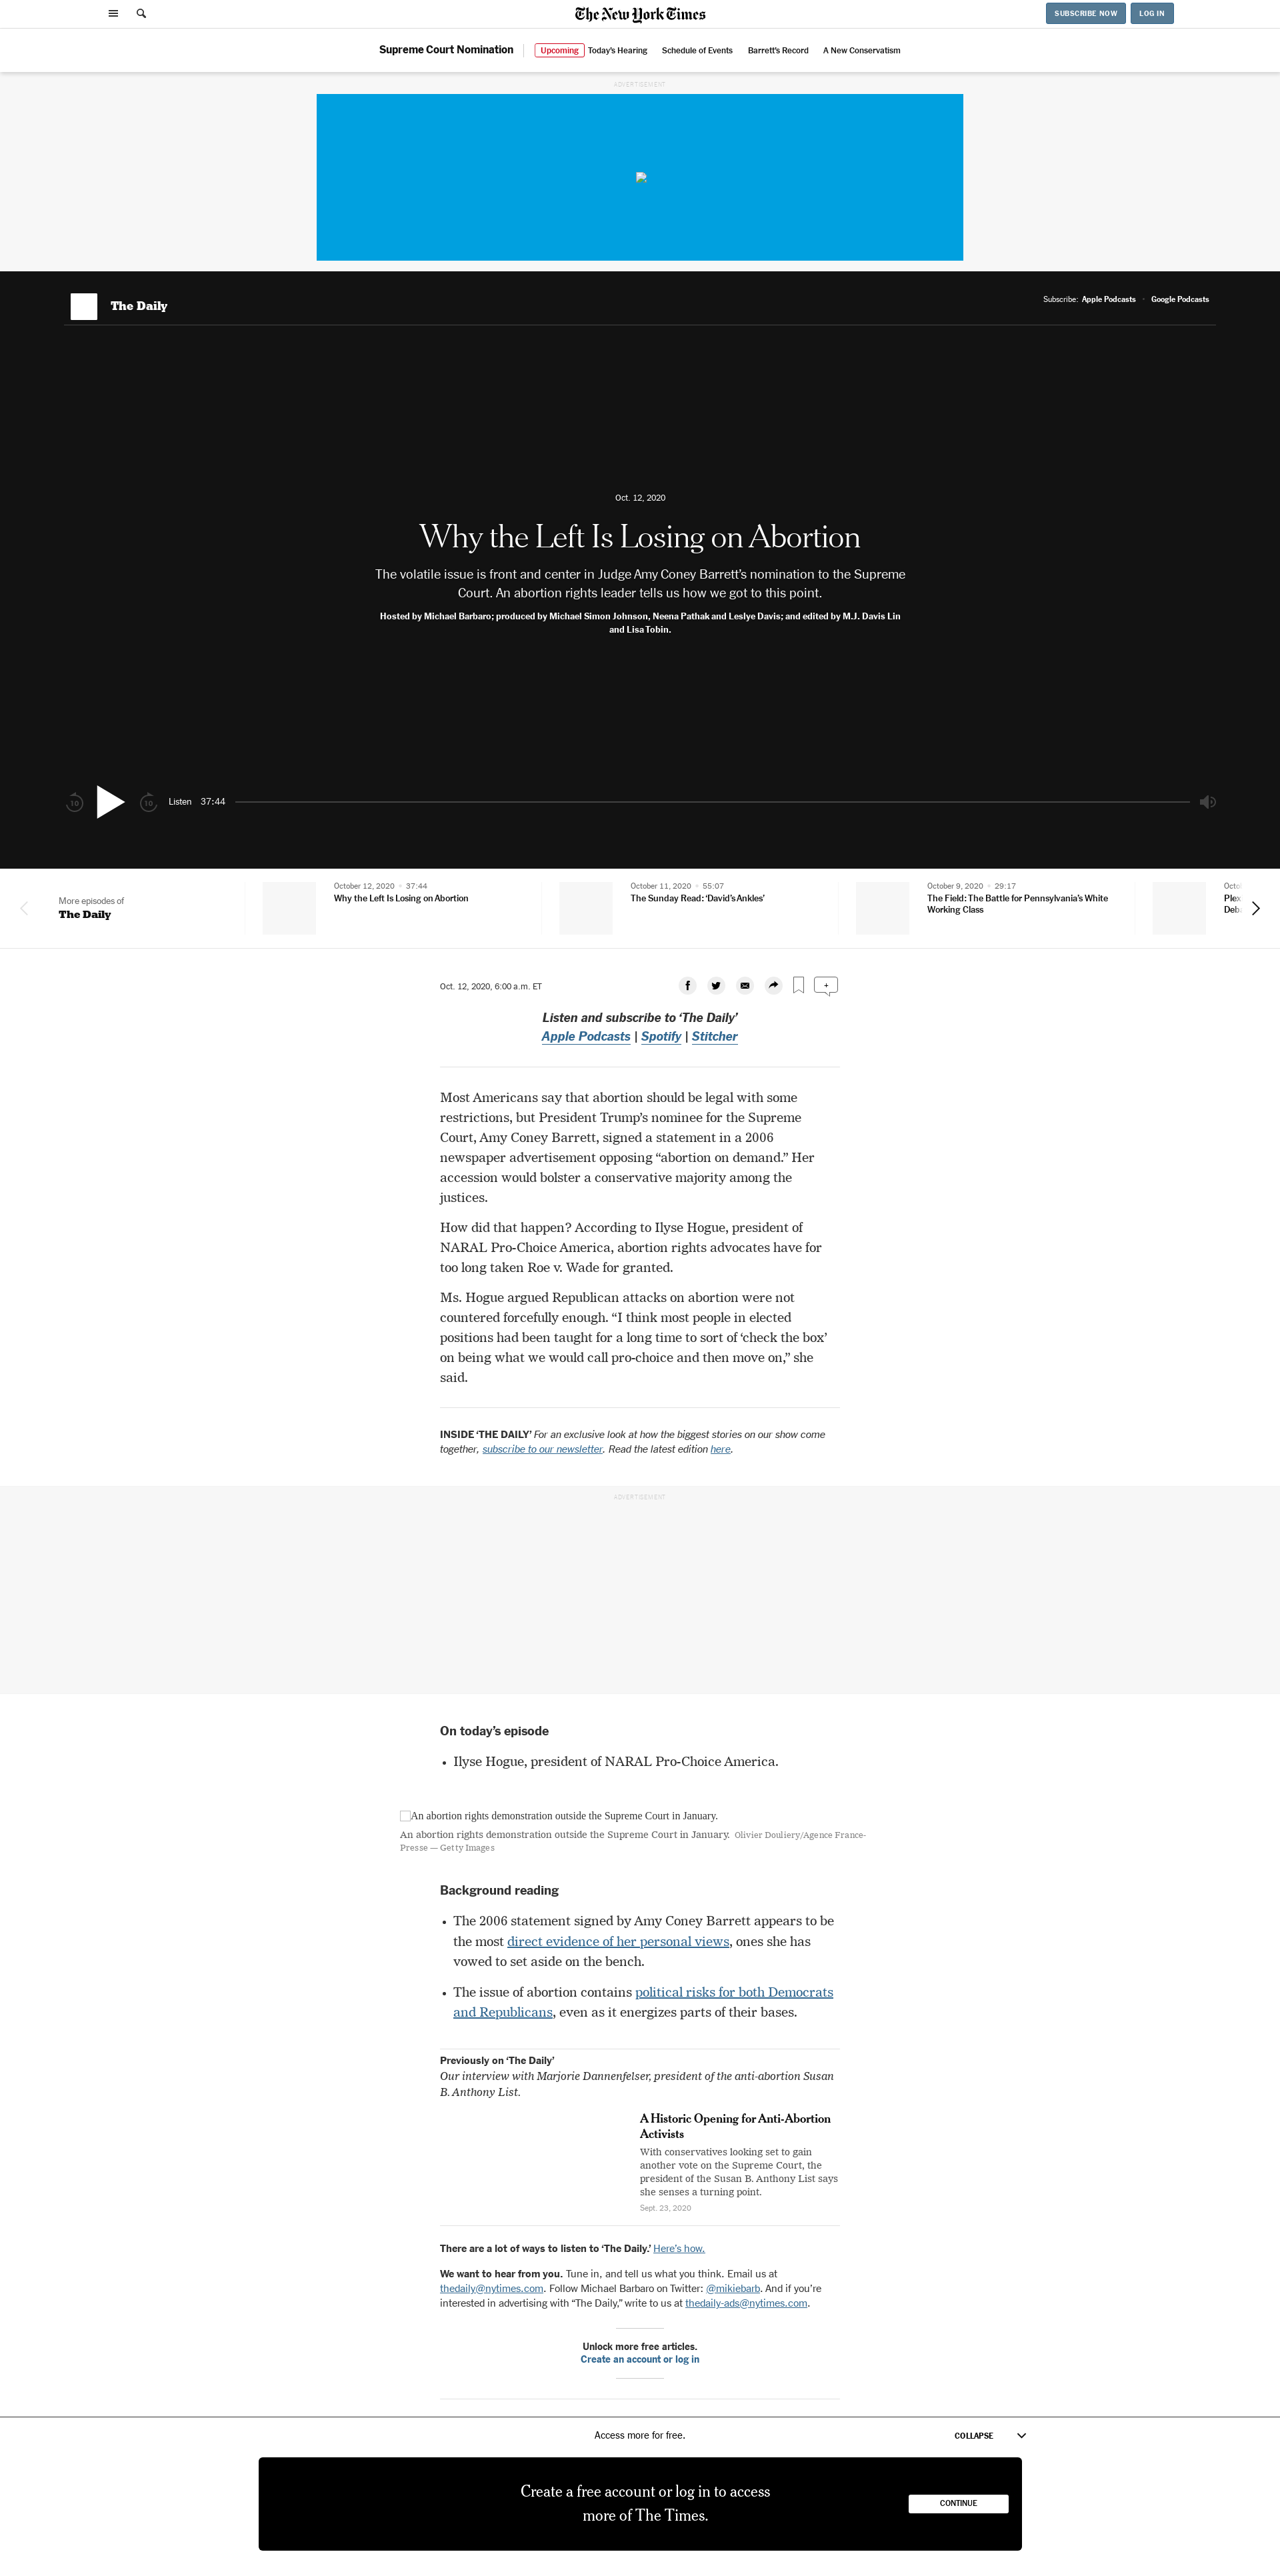 The New York Times
SUBSCRIBE NOW
LOG IN
Supreme Court Nomination
Upcoming Today's Hearing
Schedule of Events
Barrett's Record
A New Conservatism
ADVERTISEMENT
The Daily
Subscribe: Apple Podcasts • Google Podcasts
Oct. 12, 2020
Why the Left Is Losing on Abortion
The volatile issue is front and center in Judge Amy Coney Barrett's nomination to the Supreme
Court. An abortion rights leader tells us how we got to this point.
Hosted by Michael Barbaro; produced by Michael Simon Johnson, Neena Pathak and Leslye Davis; and edited by M.J. Davis Lin
and Lisa Tobin.
10
10
Listen 37:44
More episodes of
The Daily
October 12, 2020 • 37:44
Why the Left Is Losing on Abortion
October 11, 2020 • 55:07
The Sunday Read: ‘David’s Ankles’
October 9, 2020 • 29:17
The Field: The Battle for Pennsylvania’s White
Working Class
Oct. 12, 2020, 6:00 a.m. ET
+
Listen and subscribe to ‘The Daily’
Apple Podcasts | Spotify | Stitcher
Most Americans say that abortion should be legal with some
restrictions, but President Trump’s nominee for the Supreme
Court, Amy Coney Barrett, signed a statement in a 2006
newspaper advertisement opposing “abortion on demand.” Her
accession would bolster a conservative majority among the
justices.
How did that happen? According to Ilyse Hogue, president of
NARAL Pro-Choice America, abortion rights advocates have for
too long taken Roe v. Wade for granted.
Ms. Hogue argued Republican attacks on abortion were not
countered forcefully enough. “I think most people in elected
positions had been taught for a long time to sort of ‘check the box’
on being what we would call pro-choice and then move on,” she
said.
INSIDE ‘THE DAILY’ For an exclusive look at how the biggest stories on our show come
together, subscribe to our newsletter. Read the latest edition here.
ADVERTISEMENT
On today’s episode
• Ilyse Hogue, president of NARAL Pro-Choice America.
An abortion rights demonstration outside the Supreme Court in January.
An abortion rights demonstration outside the Supreme Court in January. Olivier Douliery/Agence France-
Presse — Getty Images
Background reading
• The 2006 statement signed by Amy Coney Barrett appears to be
the most direct evidence of her personal views, ones she has
vowed to set aside on the bench.
• The issue of abortion contains political risks for both Democrats
and Republicans, even as it energizes parts of their bases.
Previously on ‘The Daily’
Our interview with Marjorie Dannenfelser, president of the anti-abortion Susan
B. Anthony List.
A Historic Opening for Anti-Abortion
Activists
With conservatives looking set to gain
another vote on the Supreme Court, the
president of the Susan B. Anthony List says
she senses a turning point.
Sept. 23, 2020
There are a lot of ways to listen to ‘The Daily.’ Here’s how.
We want to hear from you. Tune in, and tell us what you think. Email us at
thedaily@nytimes.com. Follow Michael Barbaro on Twitter: @mikiebarb. And if you’re
interested in advertising with “The Daily,” write to us at thedaily-ads@nytimes.com.
Unlock more free articles.
Create an account or log in
Access more for free.
COLLAPSE
Create a free account or log in to access
more of The Times.
CONTINUE